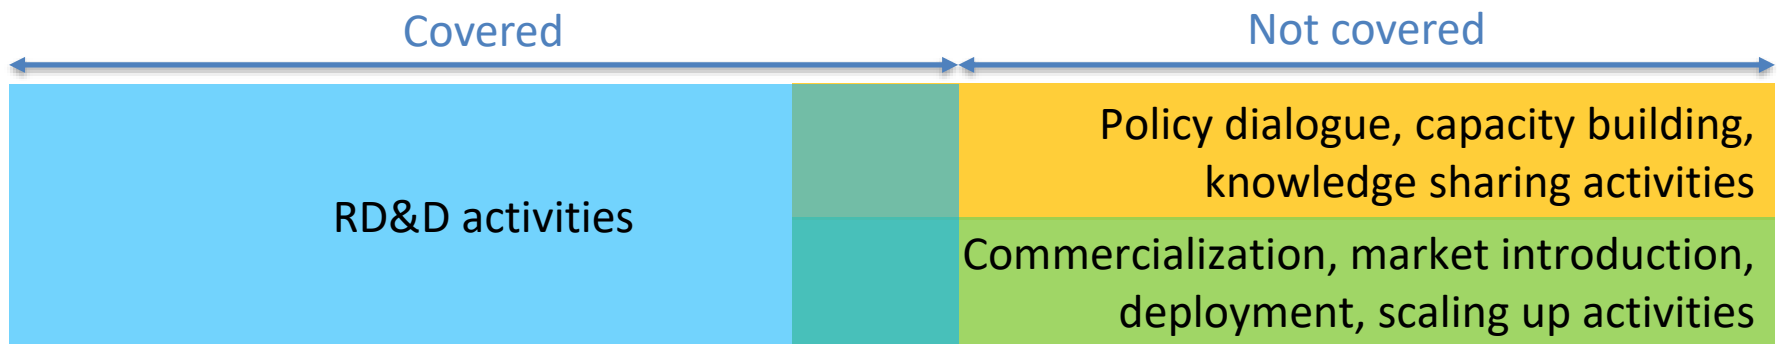 Covered
Not covered
RD&D activities
Policy dialogue, capacity building,
knowledge sharing activities
Commercialization, market introduction,
deployment, scaling up activities